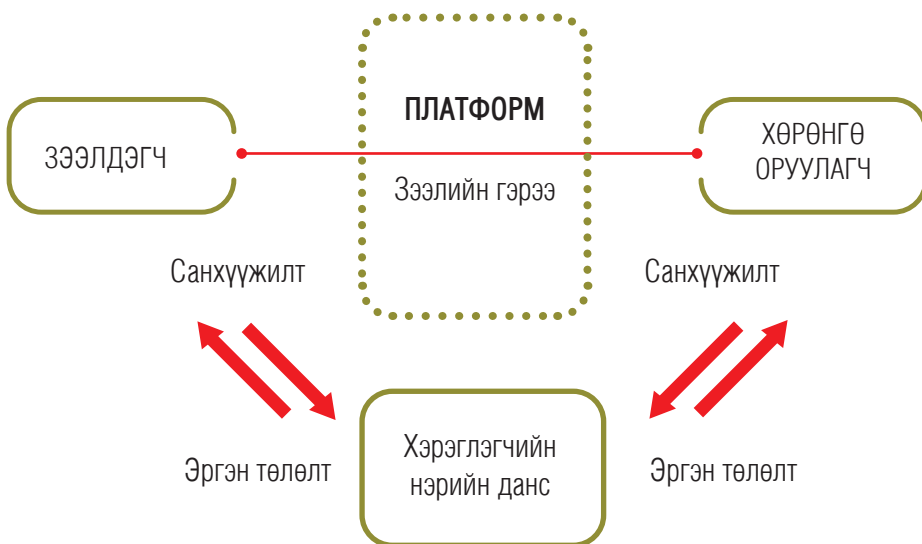 ПЛАТФОРМ
ЗЭЭЛДЭГЧ
ХӨРӨНГӨ
ОРУУЛАГЧ
Зээлийн гэрээ
Санхүүжилт
Санхүүжилт
Хэрэглэгчийн
нэрийн данс
Эргэн төлөлт
Эргэн төлөлт